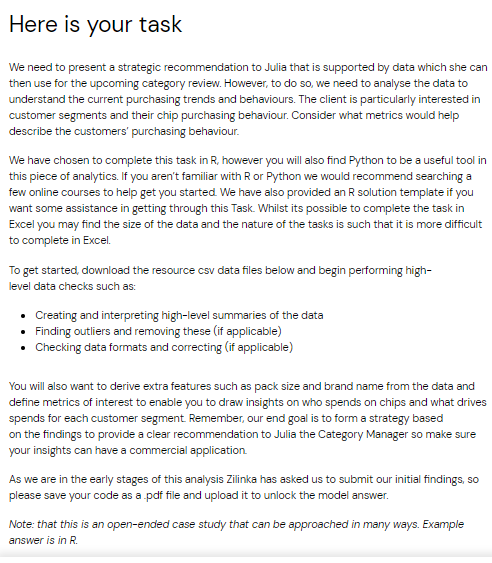 Here is your task
We need to present a strategic recommendation to Julia that is supported by data which she can
then use for the upcoming category review. However, to do so, we need to analyse the data to
understand the current purchasing trends and behaviours. The client is particularly interested in
customer segments and their chip purchasing behaviour. Consider what metrics would help
describe the customers' purchasing behaviour.
We have chosen to complete this task in R, however you will also find Python to be a useful tool in
this piece of analytics. If you aren't familiar with R or Python we would recommend searching a
few online courses to help get you started. We have also provided an R solution template if you
want some assistance in getting through this Task. Whilst its possible to complete the task in
Excel you may find the size of the data and the nature of the tasks is such that it is more difficult
to complete in Excel.
To get started, download the resource csv data files below and begin performing high-
level data checks such as:
• Creating and interpreting high-level summaries of the data
• Finding outliers and removing these (if applicable)
• Checking data formats and correcting (if applicable)
You will also want to derive extra features such as pack size and brand name from the data and
define metrics of interest to enable you to draw insights on who spends on chips and what drives
spends for each customer segment. Remember, our end goal is to form a strategy based
on the findings to provide a clear recommendation to Julia the Category Manager so make sure
your insights can have a commercial application.
As we are in the early stages of this analysis Zilinka has asked us to submit our initial findings, so
please save your code as a .pdf file and upload it to unlock the model answer.
Note: that this is an open-ended case study that can be approached in many ways. Example
answer is in R.